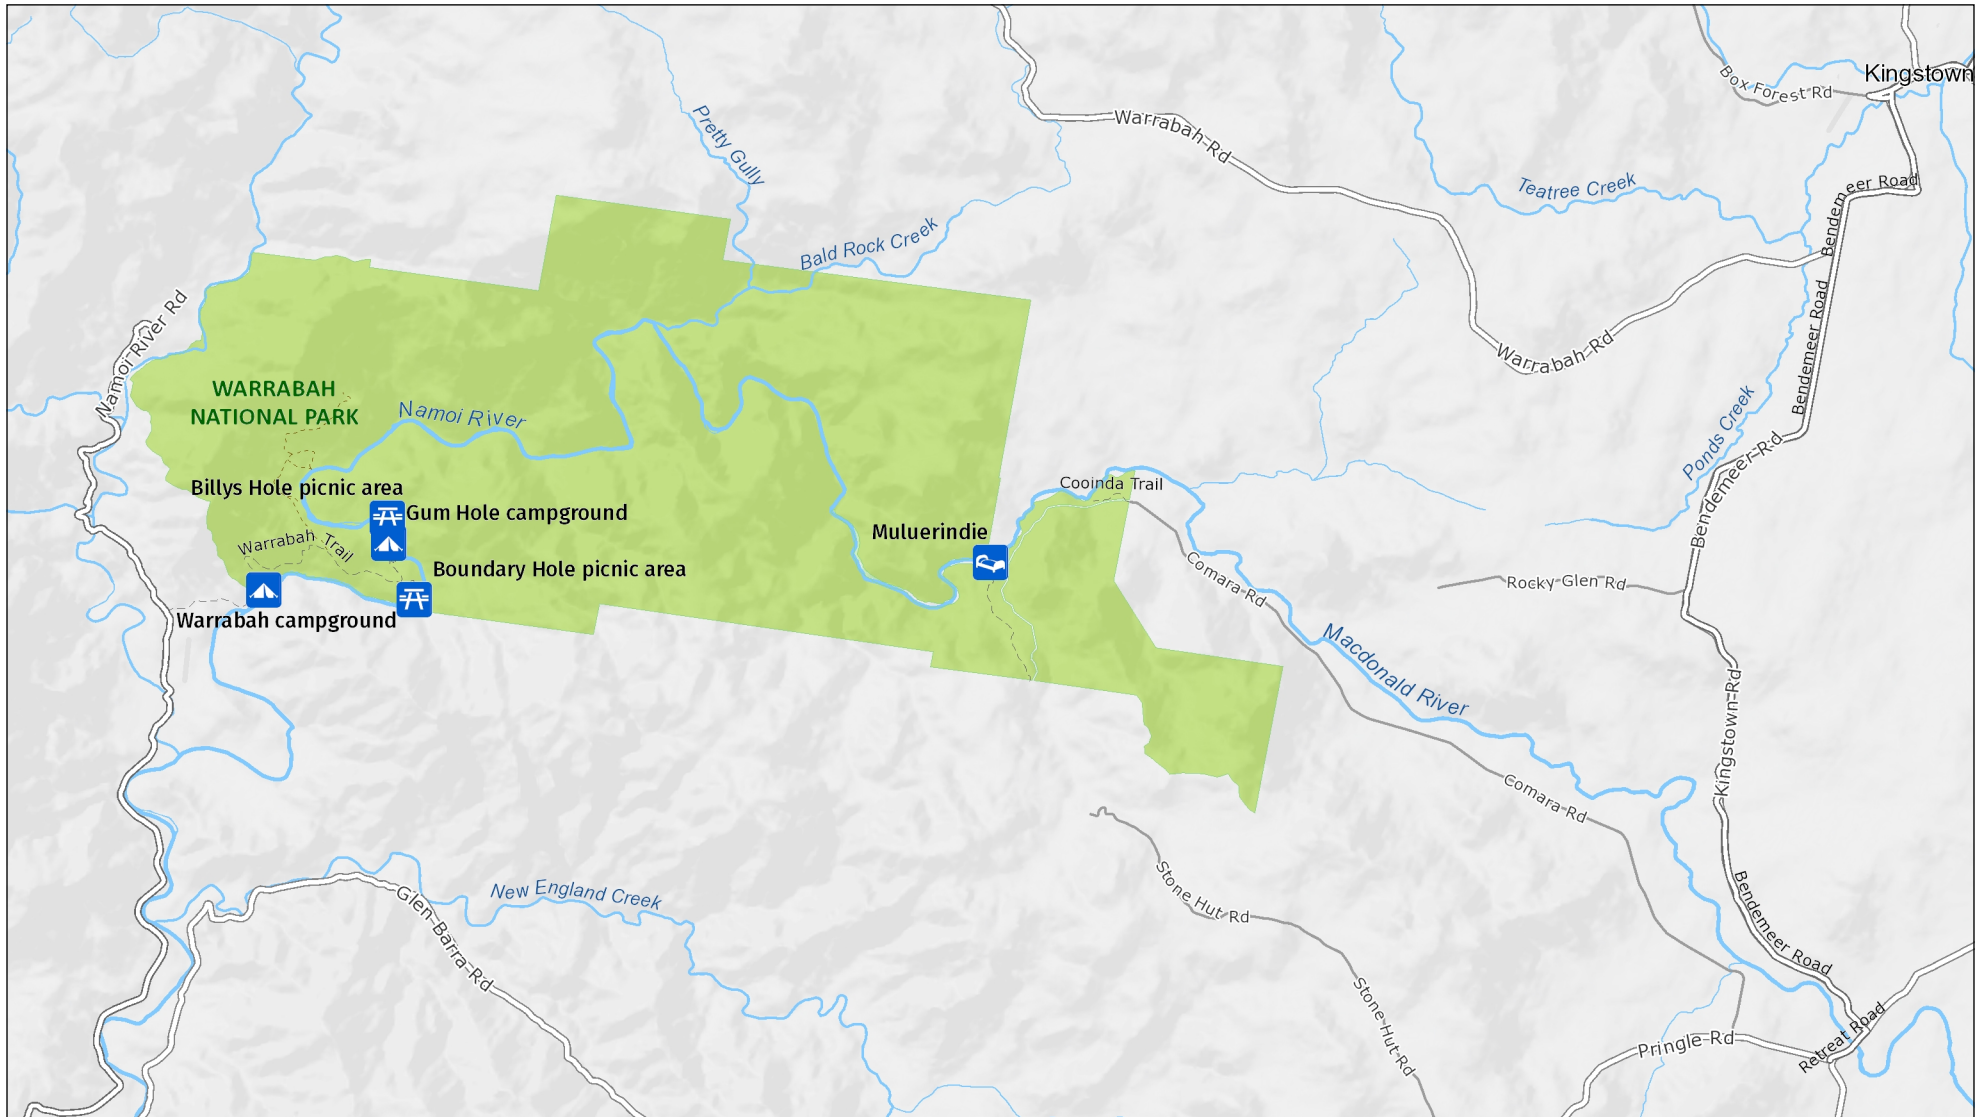 Kingstown
Box Forest Rd
Pretty Gully
Warrabah Rd
Teatree Creek
Bendemeer Road
Bald Rock Creek
Bendemeer Road
Namoi River Rd
Warrabah Rd
WARRABAH
NATIONAL PARK
Namoi River
Ponds Creek
Bendemeer Rd
Billys Hole picnic area
Cooinda Trail
Gum Hole campground
Muluerindie
Warrabah Trail
Boundary Hole picnic area
Comara Rd
Rocky Glen Rd
Warrabah campground
Macdonald River
Kingstown Rd
Comara Rd
New England Creek
Glen Barra Rd
Stone Hut Rd
Bendemeer Road
Stone Hut Rd
Pringle Rd
Retreat Road